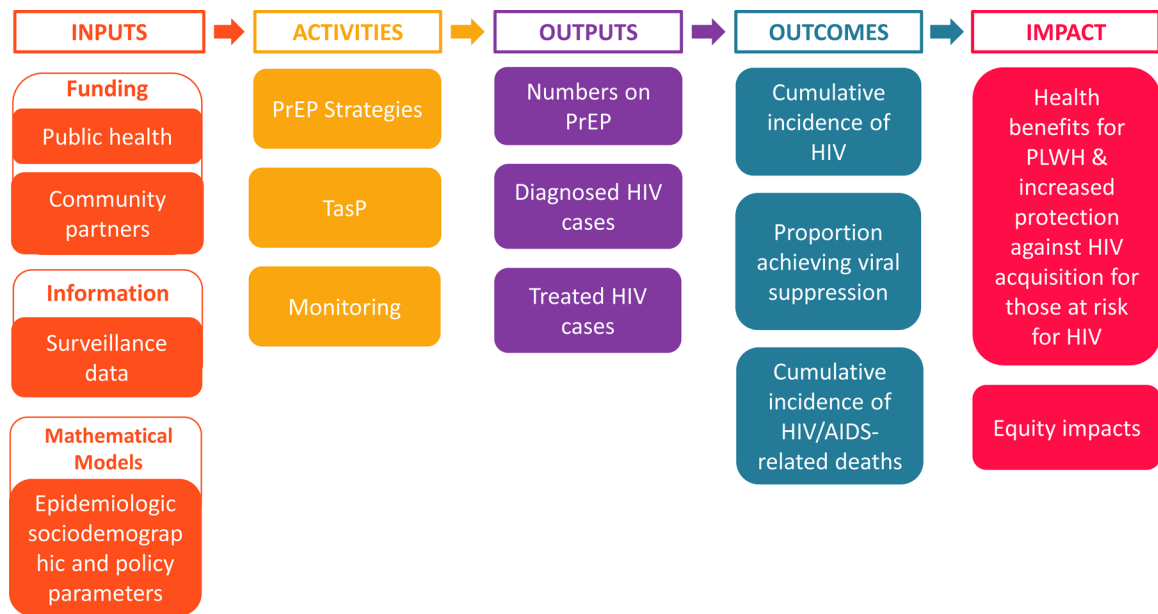 INPUTS
ACTIVITIES
OUTPUTS
OUTCOMES
IMPACT
Funding
Public health
Community
partners
Information
Surveillance
data
Mathematical
Models
Epidemiologic
sociodemograp
hic and policy
parameters
PrEP Strategies
TasP
Monitoring
Numbers on
PrEP
Diagnosed HIV
cases
Treated HIV
cases
Cumulative
incidence of
HIV
Proportion
achieving viral
suppression
Cumulative
incidence of
HIV/AIDS-
related deaths
Health
benefits for
PLWH &
increased
protection
against HIV
acquisition for
those at risk
for HIV
Equity impacts